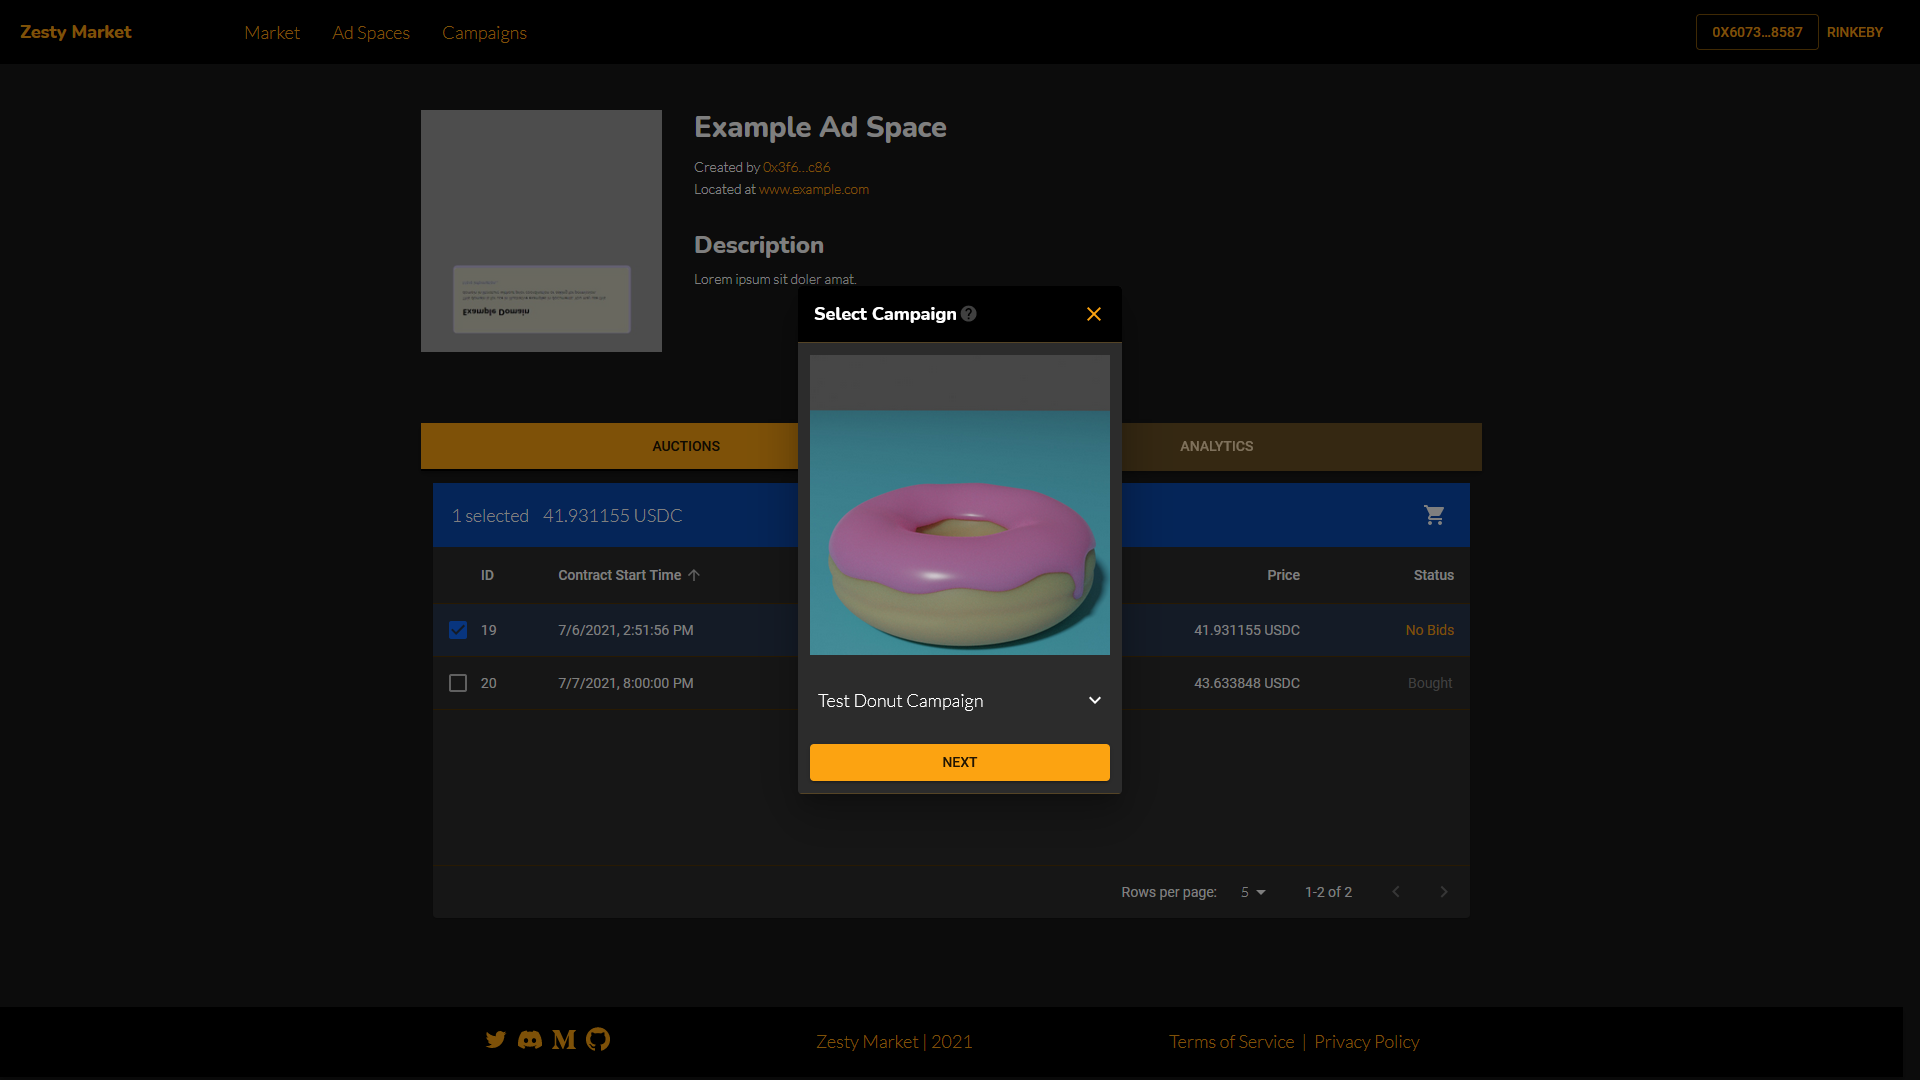 Zesty Market
Market
Ad Spaces
Campaigns
0X6073...8587
RINKEBY
Example Ad Space
Created by 0x3f6...c86
Located at www.example.com
Description
Lorem ipsum sit doler amat.
Example Domain
Select Campaign
Test Donut Campaign
NEXT
AUCTIONS
ANALYTICS
1 selected 41.931155 USDC
ID Contract Start Time Price Status
19 7/6/2021, 2:51:56 PM 41.931155 USDC No Bids
20 7/7/2021, 8:00:00 PM 43.633848 USDC Bought
Rows per page: 5 1-2 of 2
Zesty Market | 2021
Terms of Service | Privacy Policy